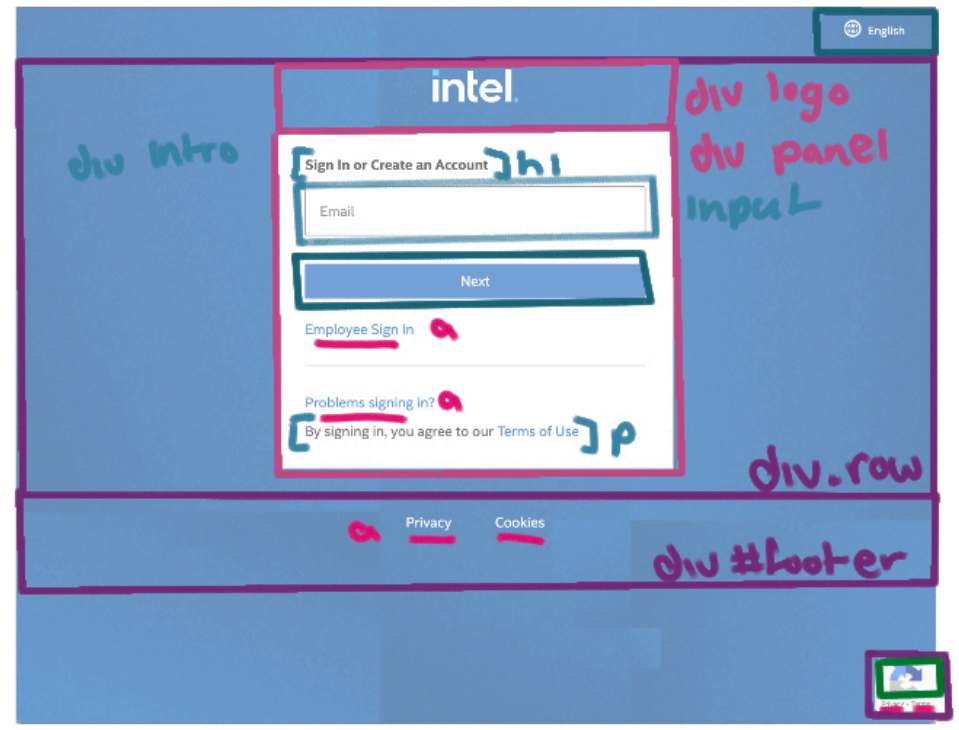 English
intel.
div logo
div intro
div panel
Sign In or Create an Account
h1
Email
input
Next
Employee Sign In
a
Problems signing in?
a
By signing in, you agree to our Terms of Use
p
div.row
a
Privacy
Cookies
div #footer
Privacy - Terms